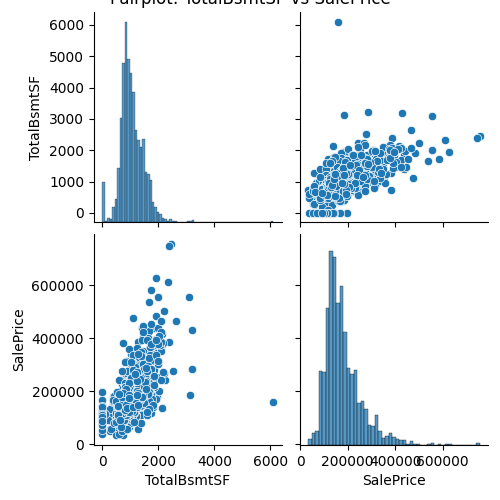 Pairplot: TotalBsmtSF vs SalePrice
6000
5000
4000
3000
2000
1000
0
TotalBsmtSF
600000
400000
200000
0
SalePrice
0 2000 4000 6000
TotalBsmtSF
0 200000 400000 600000
SalePrice